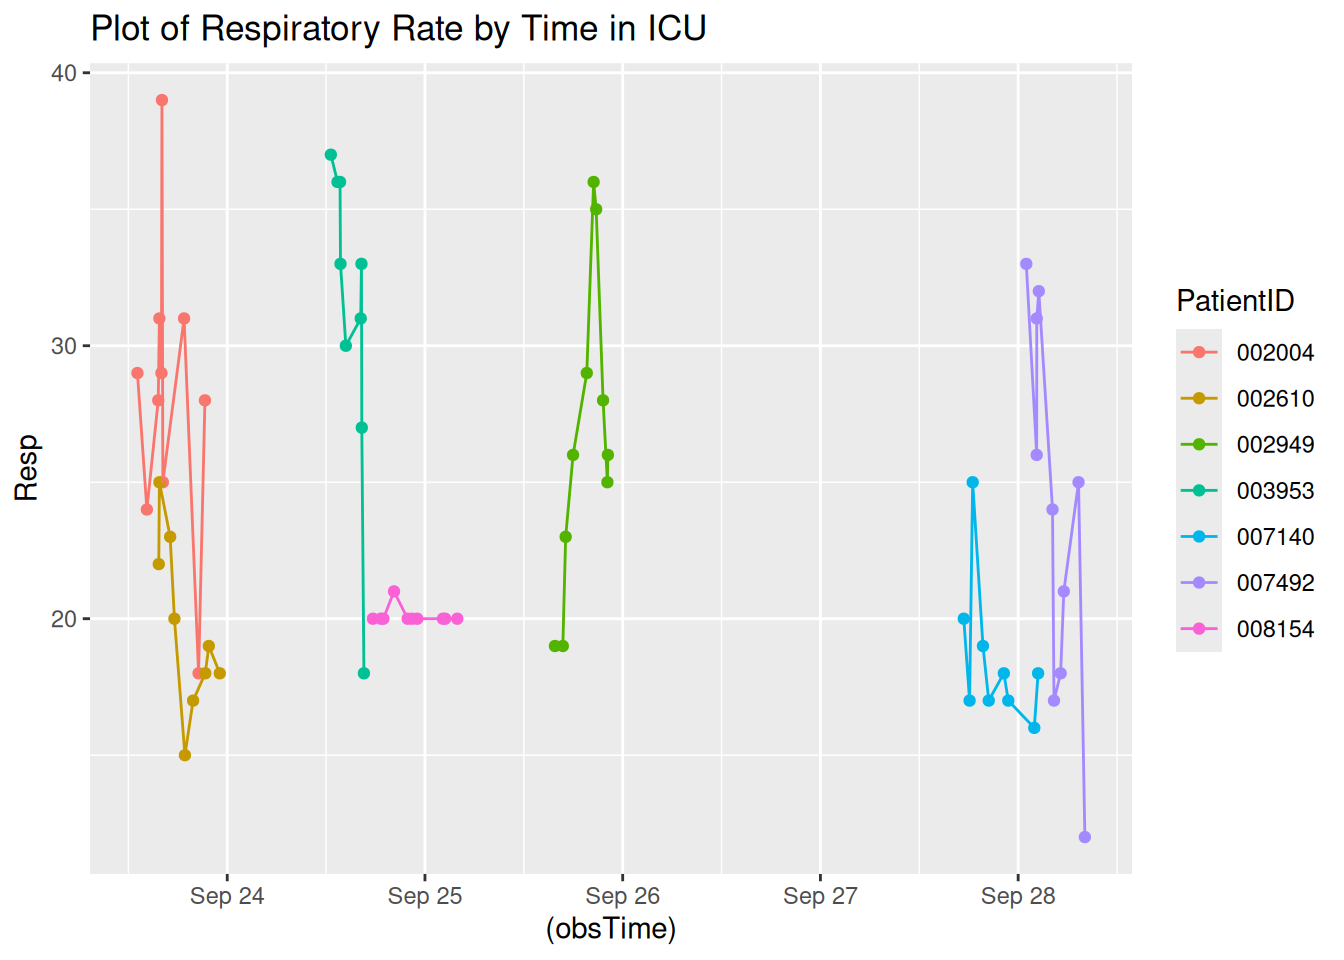 Plot of Respiratory Rate by Time in ICU
40
30
20
Resp
Sep 24 Sep 25 Sep 26 Sep 27 Sep 28
(obsTime)
PatientID
002004
002610
002949
003953
007140
007492
008154